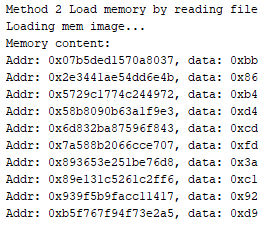 Method 2 Load memory by reading file
Loading mem image...
Memory content:
Addr: 0x07b5ded1570a8037, data: 0xbb
Addr: 0x2e3441ae54dd6e4b, data: 0x86
Addr: 0x5729c1774c244972, data: 0xb4
Addr: 0x58b8090b63a1f9e3, data: 0xd4
Addr: 0x6d832ba87596f843, data: 0xcd
Addr: 0x7a588b2066cce707, data: 0xfd
Addr: 0x893653e251be76d8, data: 0x3a
Addr: 0x89e131c5261c2ff6, data: 0xc1
Addr: 0x939f5b9facc11417, data: 0x92
Addr: 0xb5f767f94f73e2a5, data: 0xd9